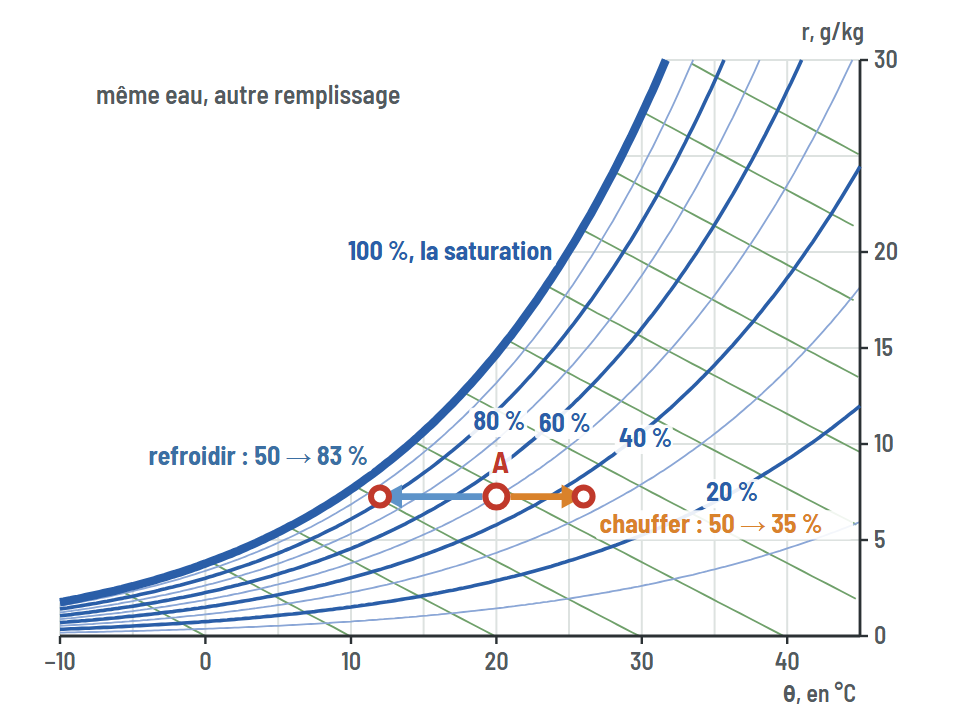 r, g/kg
30
même eau, autre remplissage
100 %, la saturation
20
15
80 % 60 %
40 %
10
refroidir : 50 → 83 %
A
20 %
chauffer : 50 → 35 %
5
0
−10 0 10 20 30 40
θ, en °C